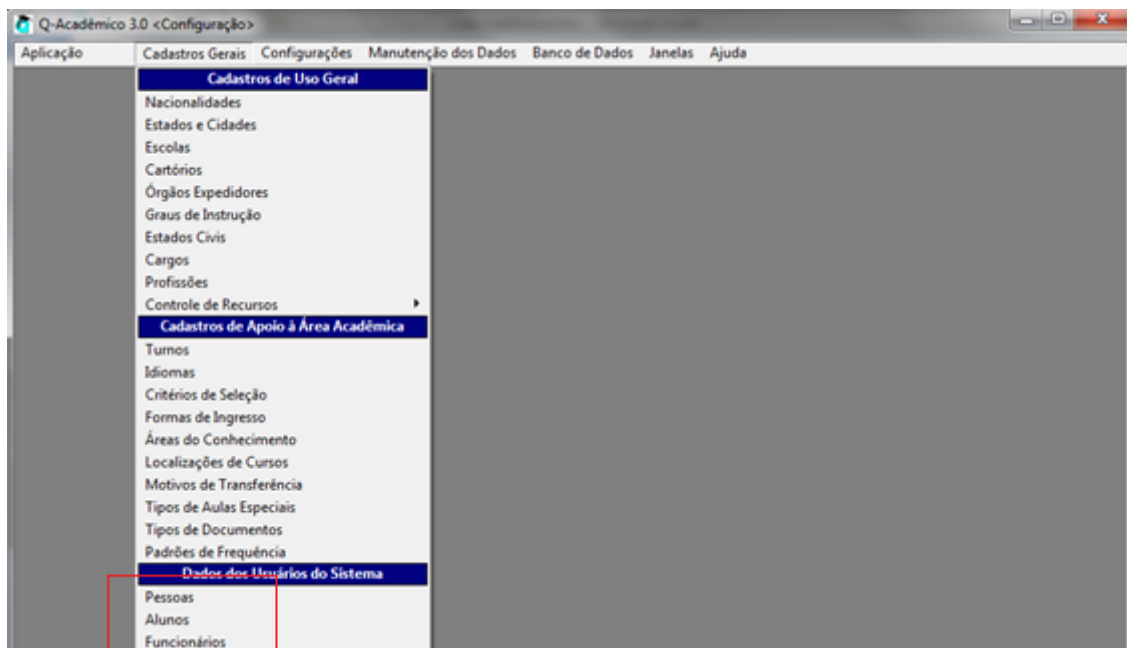 Q-Acadêmico 3.0 <Configuração>
Aplicação Cadastros Gerais Configurações Manutenção dos Dados Banco de Dados Janelas Ajuda
Cadastros de Uso Geral
Nacionalidades
Estados e Cidades
Escolas
Cartórios
Órgãos Expedidores
Graus de Instrução
Estados Civis
Cargos
Profissões
Controle de Recursos
Cadastros de Apoio à Área Acadêmica
Turnos
Idiomas
Critérios de Seleção
Formas de Ingresso
Áreas do Conhecimento
Localizações de Cursos
Motivos de Transferência
Tipos de Aulas Especiais
Tipos de Documentos
Padrões de Frequência
Dados dos Usuários do Sistema
Pessoas
Alunos
Funcionários